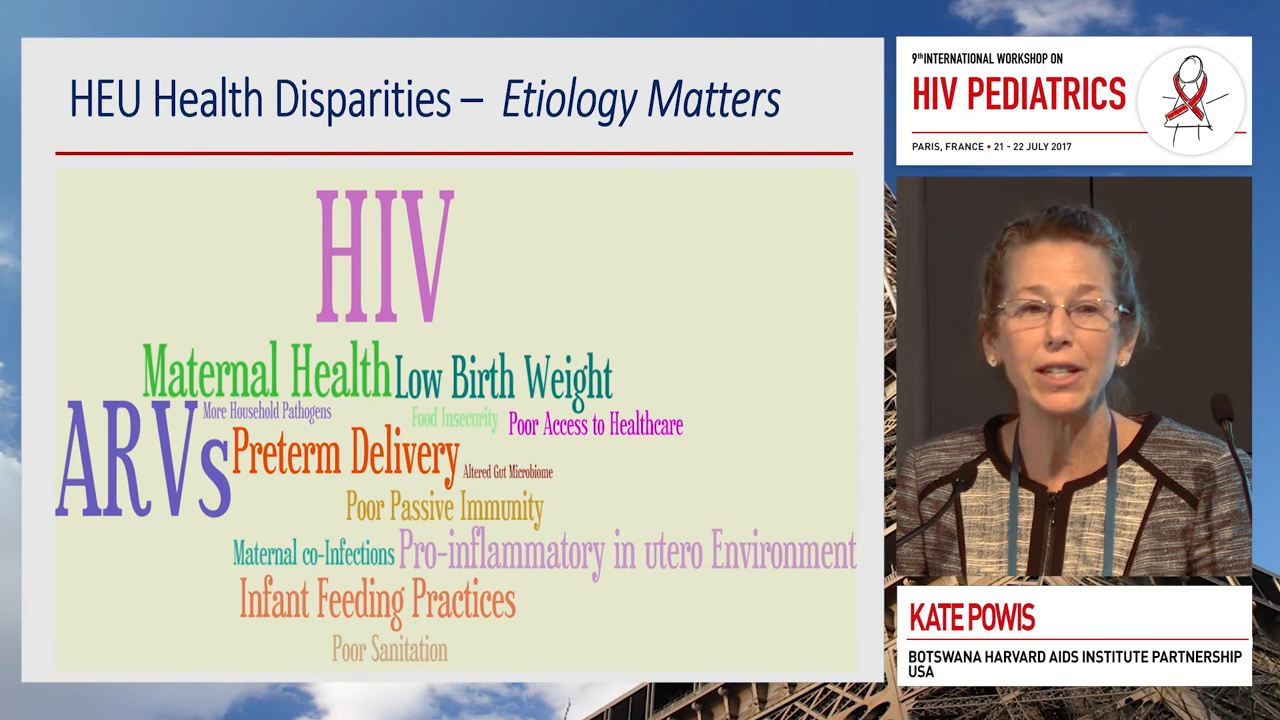 HEU Health Disparities – Etiology Matters
HIV
Maternal Health
Low Birth Weight
ARVs
More Household Pathogens
Food Insecurity
Poor Access to Healthcare
Preterm Delivery
Altered Gut Microbiome
Poor Passive Immunity
Maternal co-Infections
Pro-inflammatory in utero Environment
Infant Feeding Practices
Poor Sanitation
9th INTERNATIONAL WORKSHOP ON
HIV PEDIATRICS
PARIS, FRANCE • 21 - 22 JULY 2017
KATE POWIS
BOTSWANA HARVARD AIDS INSTITUTE PARTNERSHIP
USA